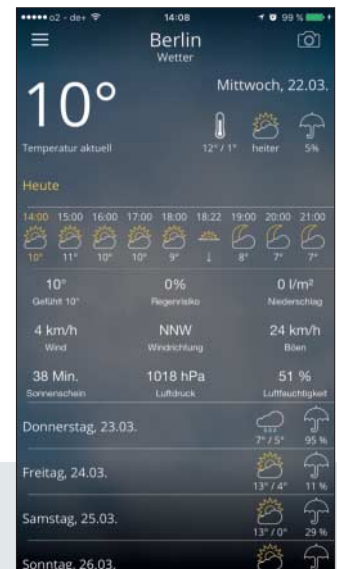 o2 - de+ 14:08 99 %
Berlin
Wetter
10°
Mittwoch, 22.03.
Temperatur aktuell 12° / 1° heiter 5%
Heute
14:00 15:00 16:00 17:00 18:00 18:22 19:00 20:00 21:00
10° 11° 10° 10° 9° ↓ 8° 7° 7°
10° 0% 0 l/m²
Gefühlt 10° Regenrisiko Niederschlag
4 km/h NNW 24 km/h
Wind Windrichtung Böen
38 Min. 1018 hPa 51 %
Sonnenschein Luftdruck Luftfeuchtigkeit
Donnerstag, 23.03. 7° / 5° 95 %
Freitag, 24.03. 13° / 4° 11 %
Samstag, 25.03. 13° / 0° 29 %
Sonntag, 26.03.